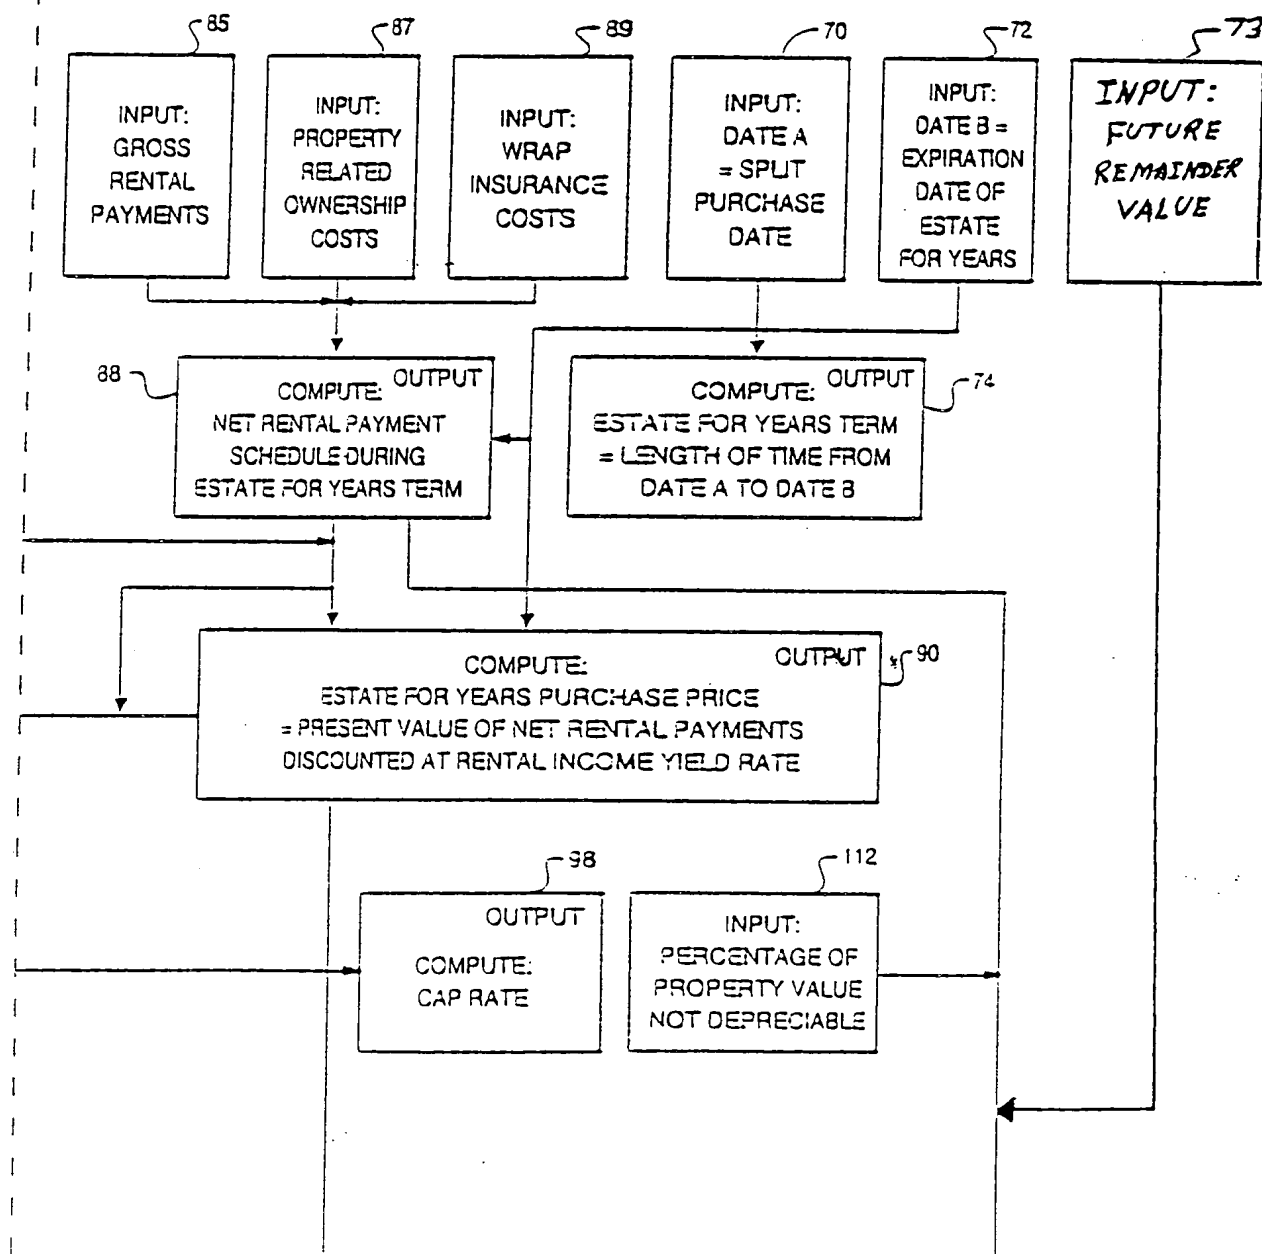 85
INPUT:
GROSS
RENTAL
PAYMENTS
87
INPUT:
PROPERTY
RELATED
OWNERSHIP
COSTS
89
INPUT:
WRAP
INSURANCE
COSTS
70
INPUT:
DATE A
= SPLIT
PURCHASE
DATE
72
INPUT:
DATE B =
EXPIRATION
DATE OF
ESTATE
FOR YEARS
73
INPUT:
FUTURE
REMAINDER
VALUE
88
OUTPUT
COMPUTE:
NET RENTAL PAYMENT
SCHEDULE DURING
ESTATE FOR YEARS TERM
74
OUTPUT
COMPUTE:
ESTATE FOR YEARS TERM
= LENGTH OF TIME FROM
DATE A TO DATE B
90
OUTPUT
COMPUTE:
ESTATE FOR YEARS PURCHASE PRICE
= PRESENT VALUE OF NET RENTAL PAYMENTS
DISCOUNTED AT RENTAL INCOME YIELD RATE
98
OUTPUT
COMPUTE:
CAP RATE
112
INPUT:
PERCENTAGE OF
PROPERTY VALUE
NOT DEPRECIABLE